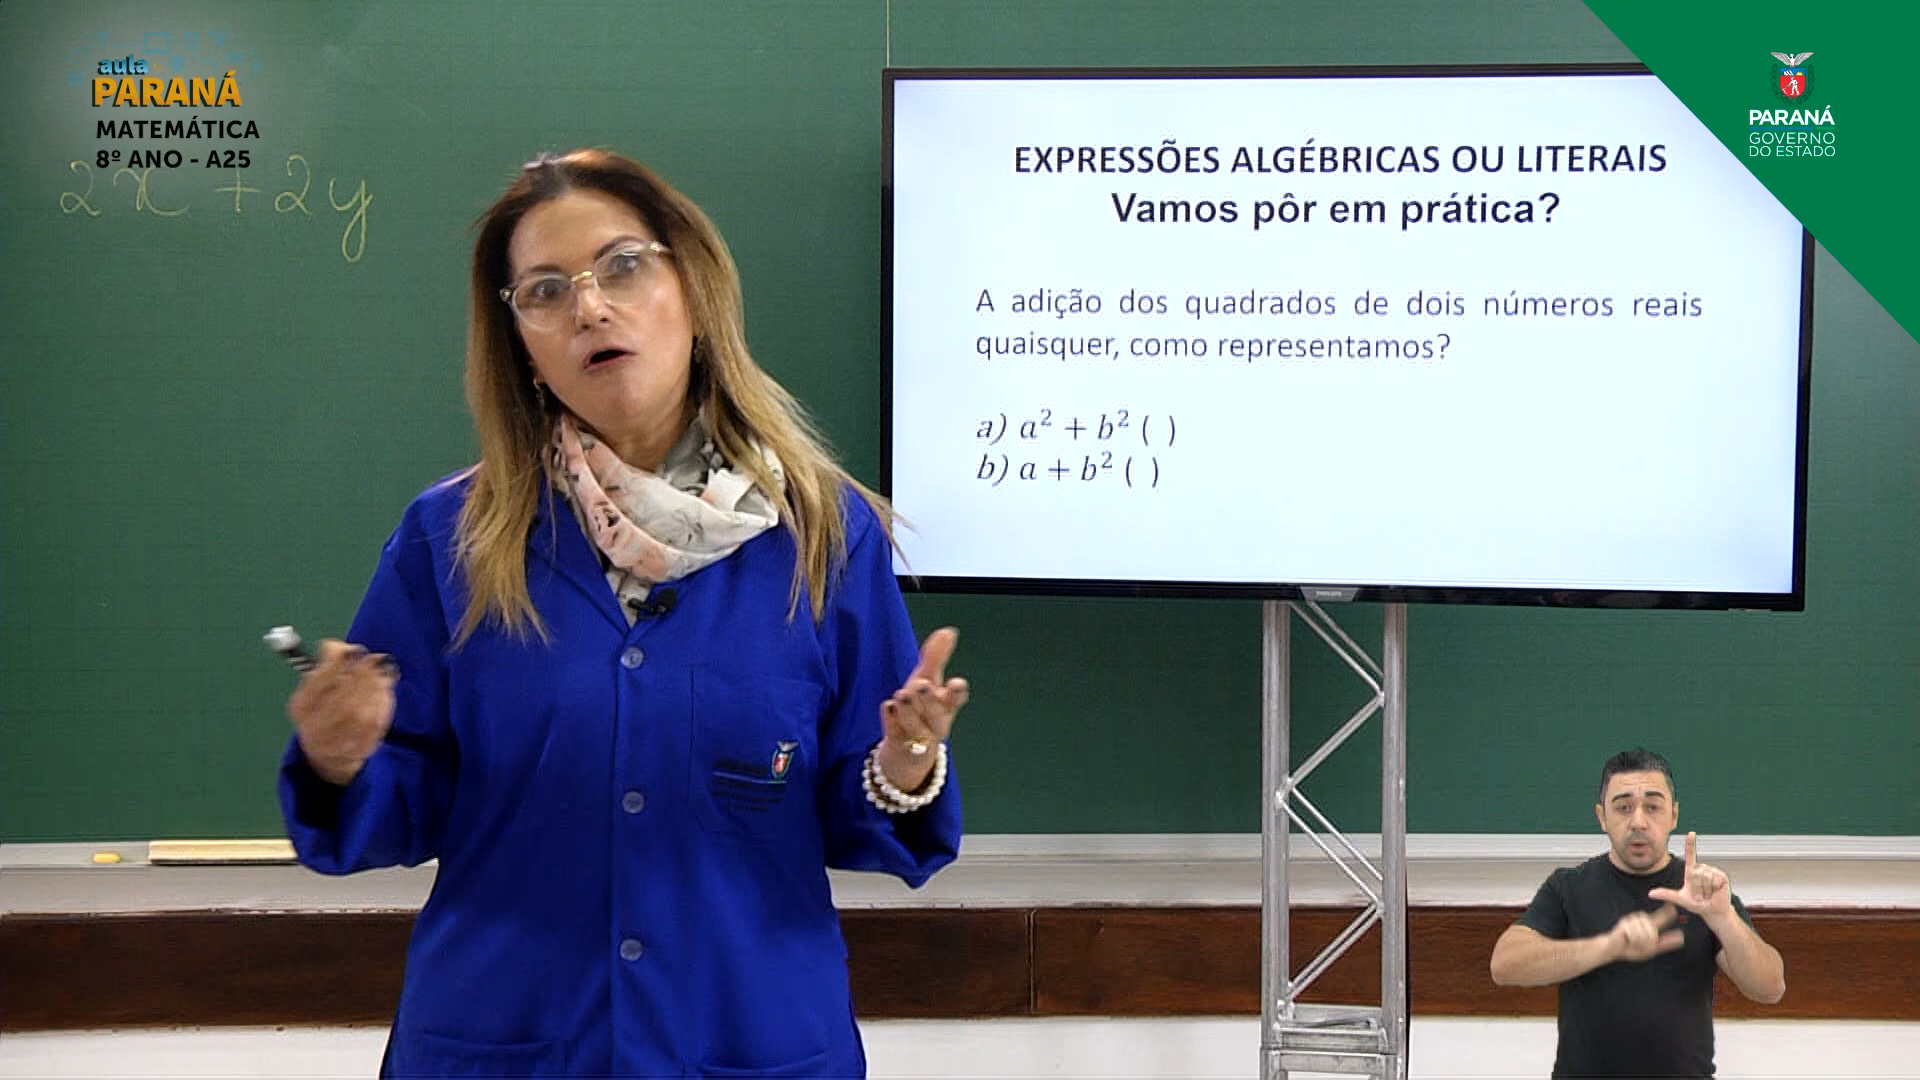 aula
PARANÁ
MATEMÁTICA
8º ANO - A25
2x + 2y
EXPRESSÕES ALGÉBRICAS OU LITERAIS
Vamos pôr em prática?
A adição dos quadrados de dois números reais
quaisquer, como representamos?
a) a² + b² ( )
b) a + b² ( )
PARANÁ
GOVERNO
DO ESTADO
PHILIPS